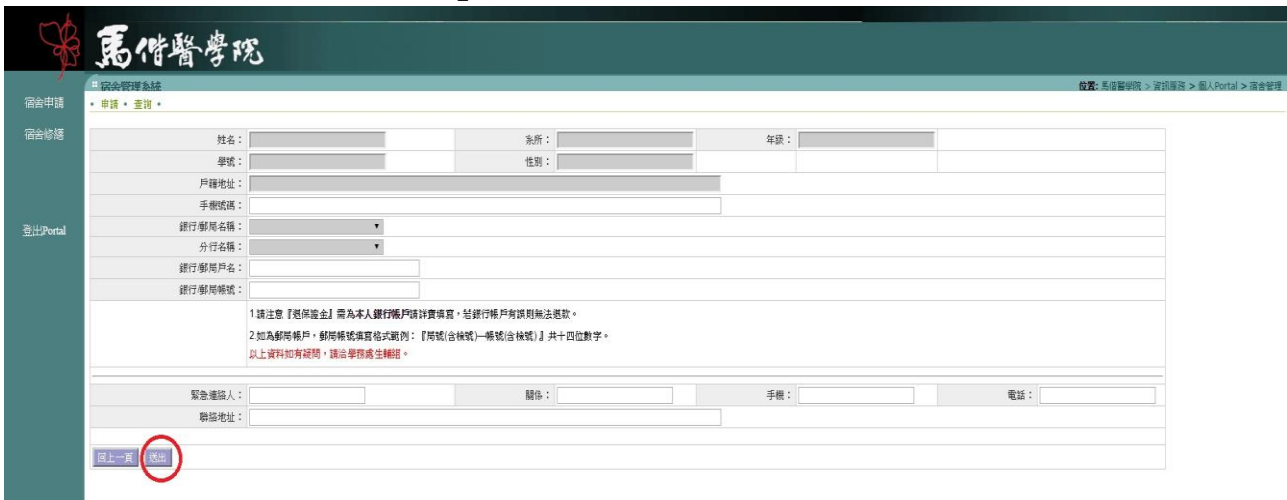 馬偕醫學院
宿舍管理系統
位置: 馬偕醫學院 > 資訊服務 > 個人Portal > 宿舍管理
宿舍申請
• 申請 • 查詢 •
宿舍修繕
登出Portal
姓名： 系所： 年級：
學號： 性別：
戶籍地址：
手機號碼：
銀行/郵局名稱：
分行名稱：
銀行/郵局戶名：
銀行/郵局帳號：
1.請注意『退保證金』需為本人銀行帳戶請詳實填寫，若銀行帳戶有誤則無法退款。
2.如為郵局帳戶，郵局帳號填寫格式範例：『局號(含檢號)—帳號(含檢號)』共十四位數字。
以上資料如有疑問，請洽學務處生輔組。
緊急連絡人： 關係： 手機： 電話：
聯絡地址：
回上一頁 送出